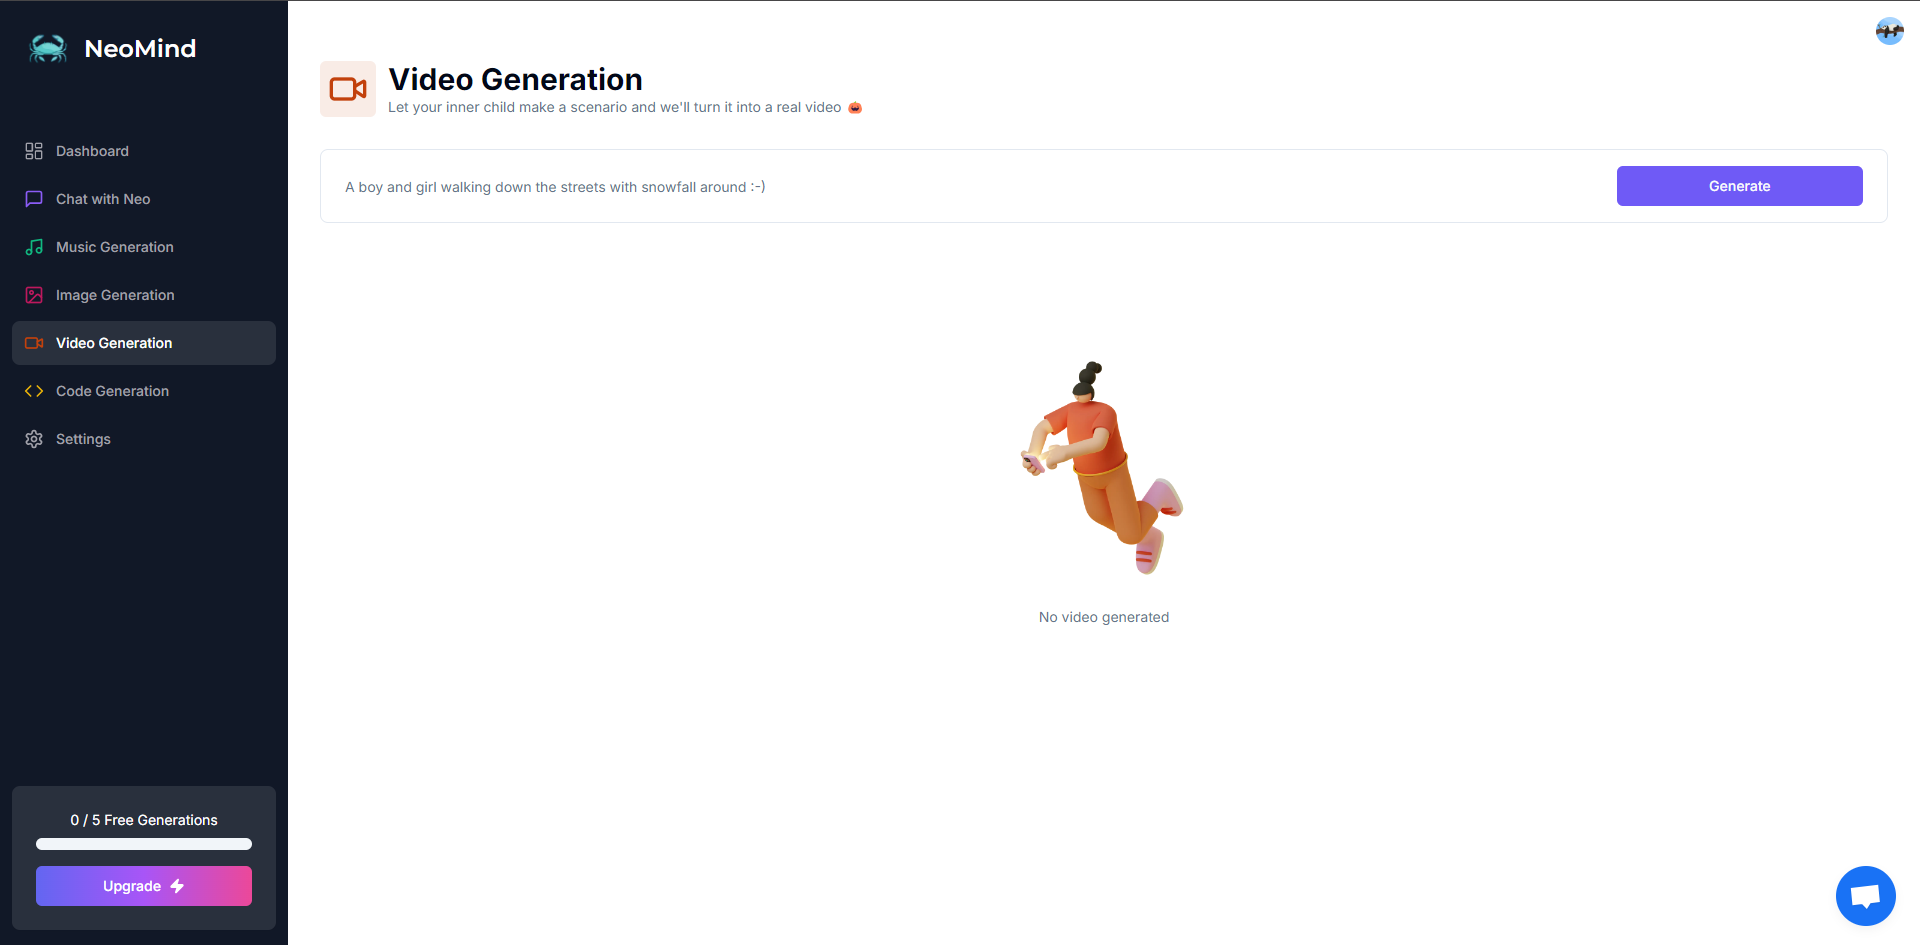 NeoMind
Dashboard
Chat with Neo
Music Generation
Image Generation
Video Generation
Code Generation
Settings
0 / 5 Free Generations
Upgrade
Video Generation
Let your inner child make a scenario and we'll turn it into a real video 🎃
A boy and girl walking down the streets with snowfall around :-)
Generate
No video generated